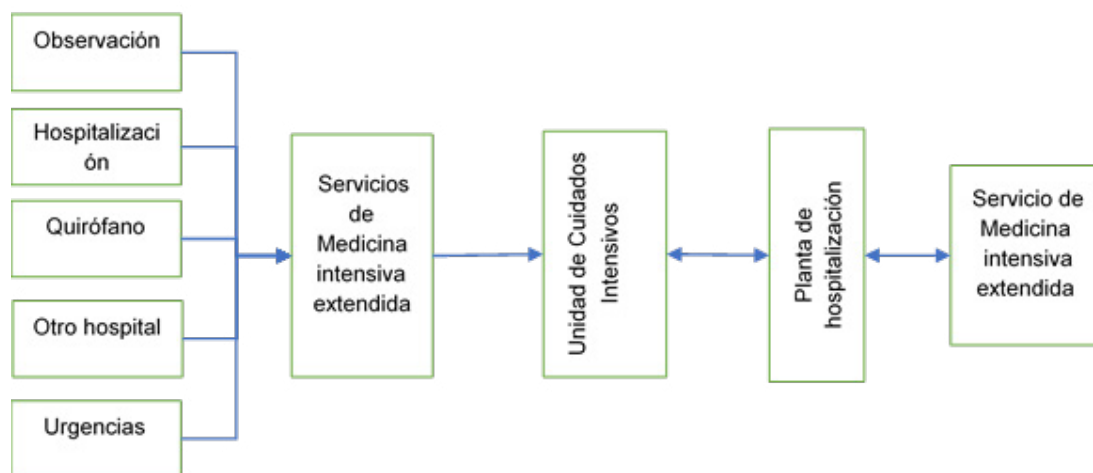 Observación
Hospitalizaci
ón
Quirófano
Otro hospital
Urgencias
Servicios
de
Medicina
intensiva
extendida
Unidad de Cuidados
Intensivos
Planta de
hospitalización
Servicio de
Medicina
intensiva
extendida